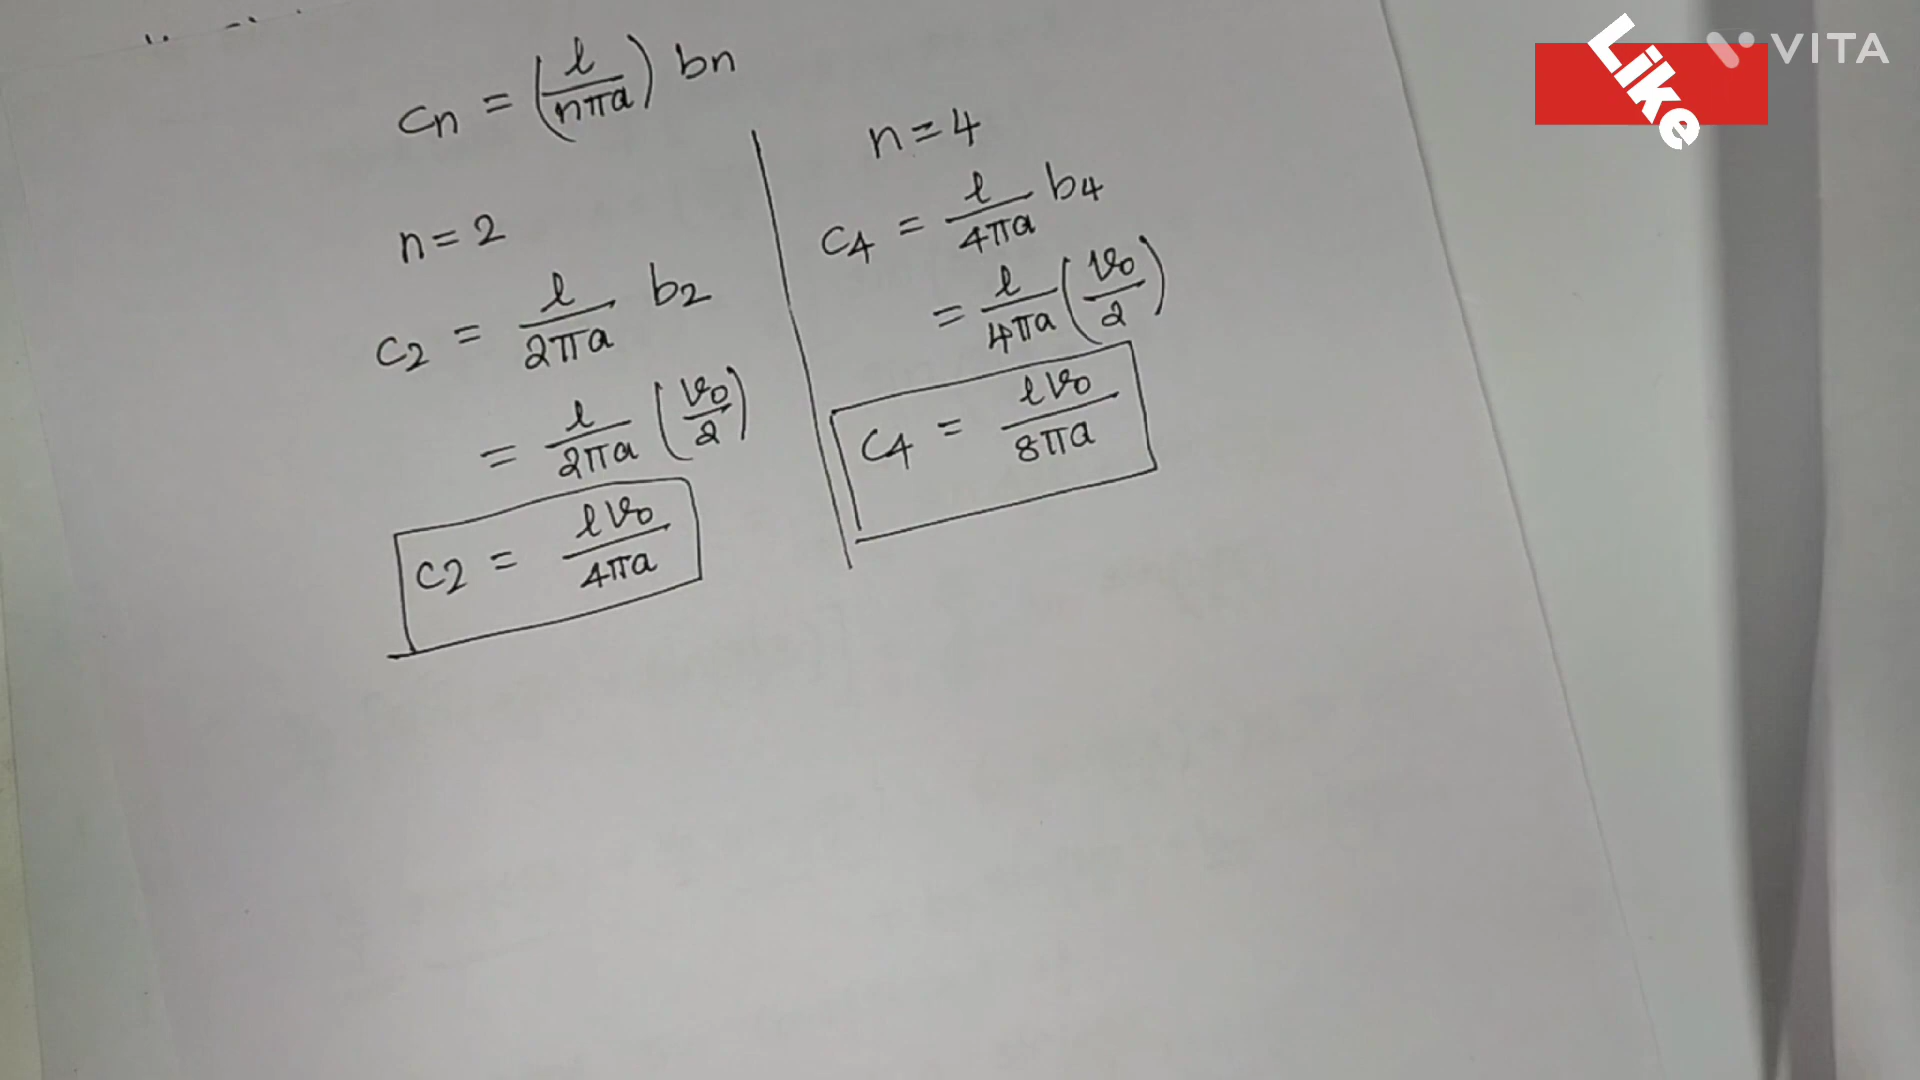 cn = (l/nπa) bn
n = 2
c2 = l/2πa b2
= l/2πa (v0/2)
c2 = lv0/4πa
n = 4
c4 = l/4πa b4
= l/4πa (v0/2)
c4 = lv0/8πa
Like
VITA